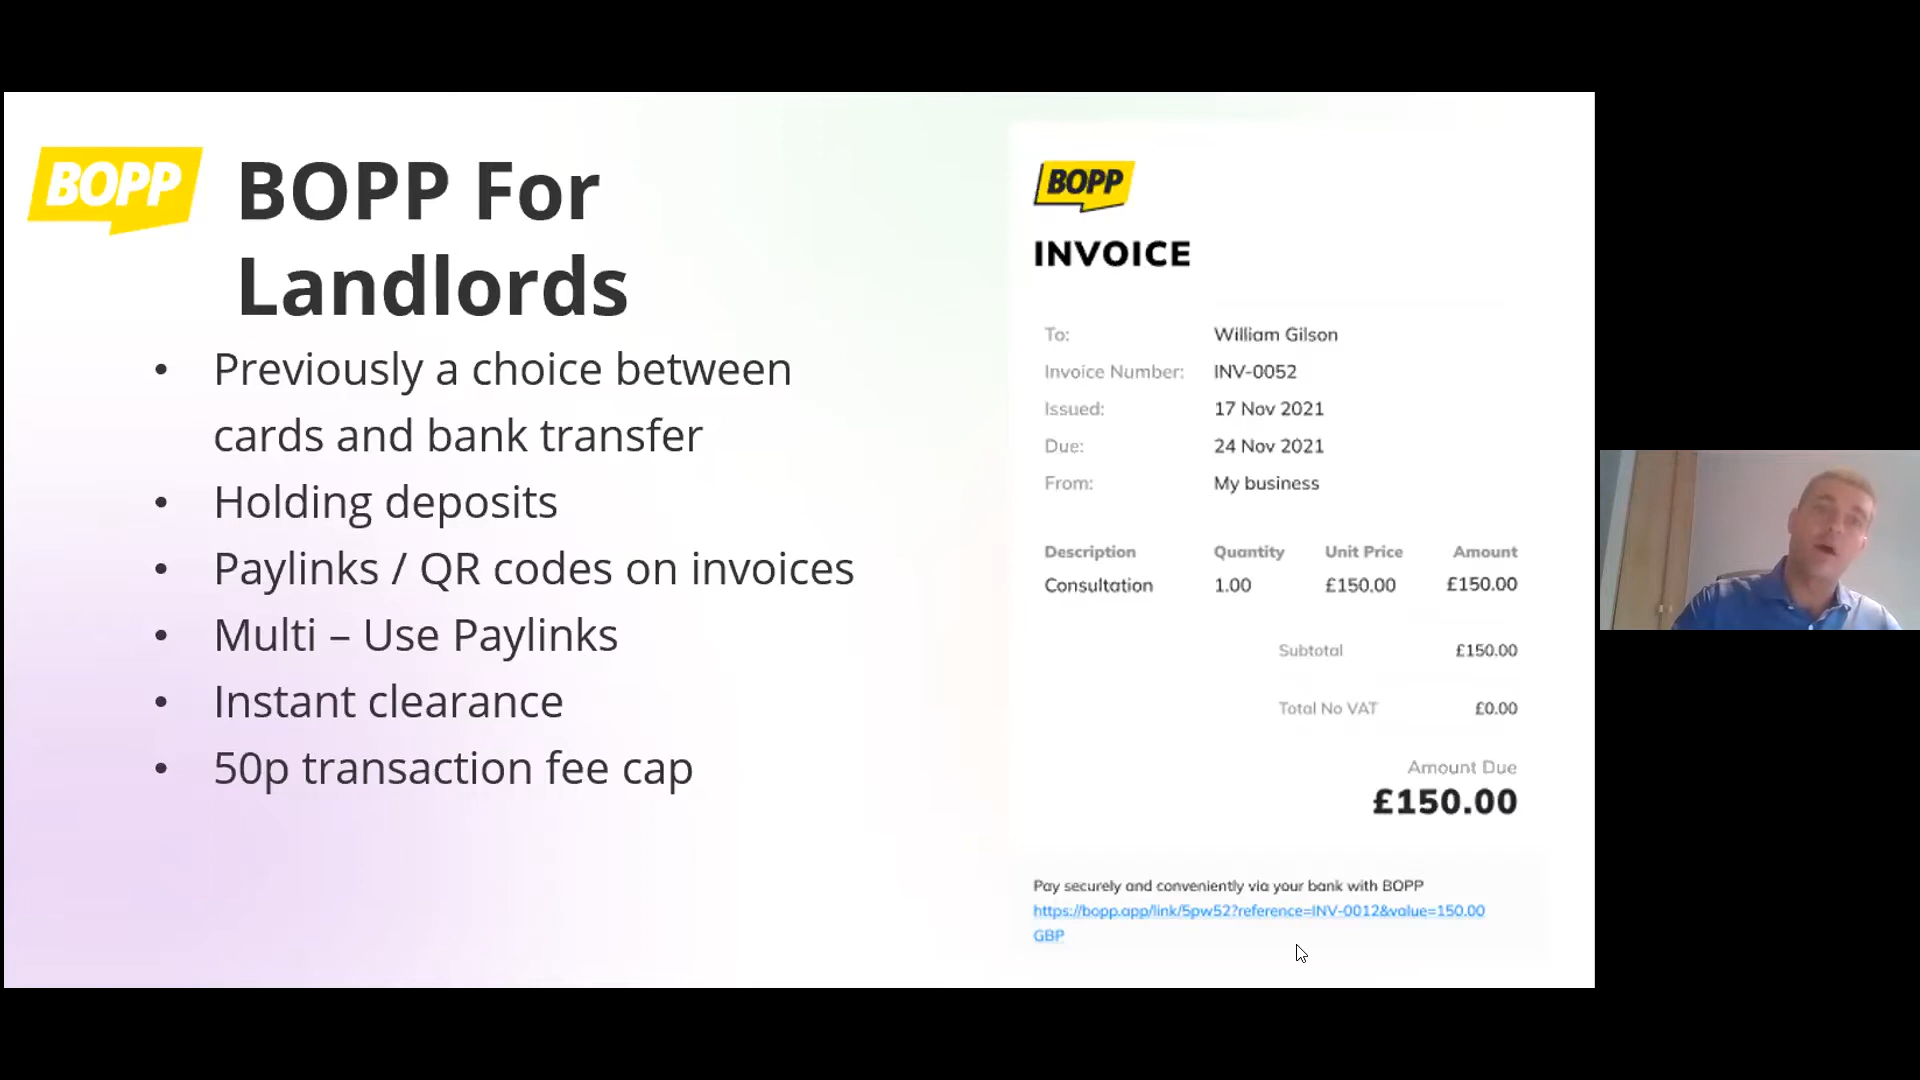 BOPP
BOPP For
Landlords
• Previously a choice between
cards and bank transfer
• Holding deposits
• Paylinks / QR codes on invoices
• Multi – Use Paylinks
• Instant clearance
• 50p transaction fee cap
BOPP
INVOICE
To: William Gilson
Invoice Number: INV-0052
Issued: 17 Nov 2021
Due: 24 Nov 2021
From: My business
Description Quantity Unit Price Amount
Consultation 1.00 £150.00 £150.00
Subtotal £150.00
Total No VAT £0.00
Amount Due
£150.00
Pay securely and conveniently via your bank with BOPP
https://bopp.app/link/5pw52?reference=INV-0012&value=150.00
GBP